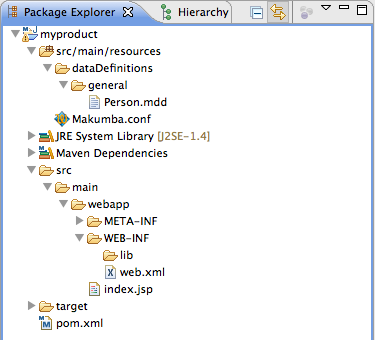 Package Explorer Hierarchy
myproduct
src/main/resources
dataDefinitions
general
Person.mdd
Makumba.conf
JRE System Library [J2SE-1.4]
Maven Dependencies
src
main
webapp
META-INF
WEB-INF
lib
web.xml
index.jsp
target
pom.xml